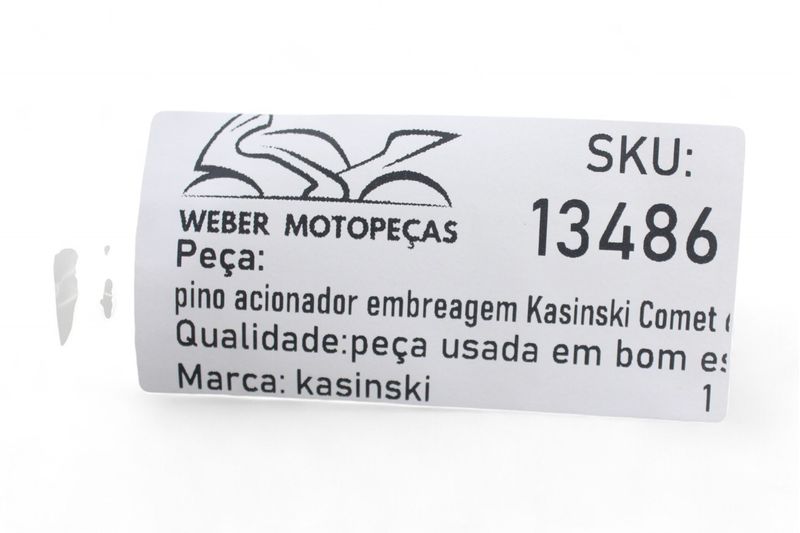 WEBER MOTOPEÇAS
SKU:
13486
Peça:
pino acionador embreagem Kasinski Comet
Qualidade:peça usada em bom
Marca: kasinski
1